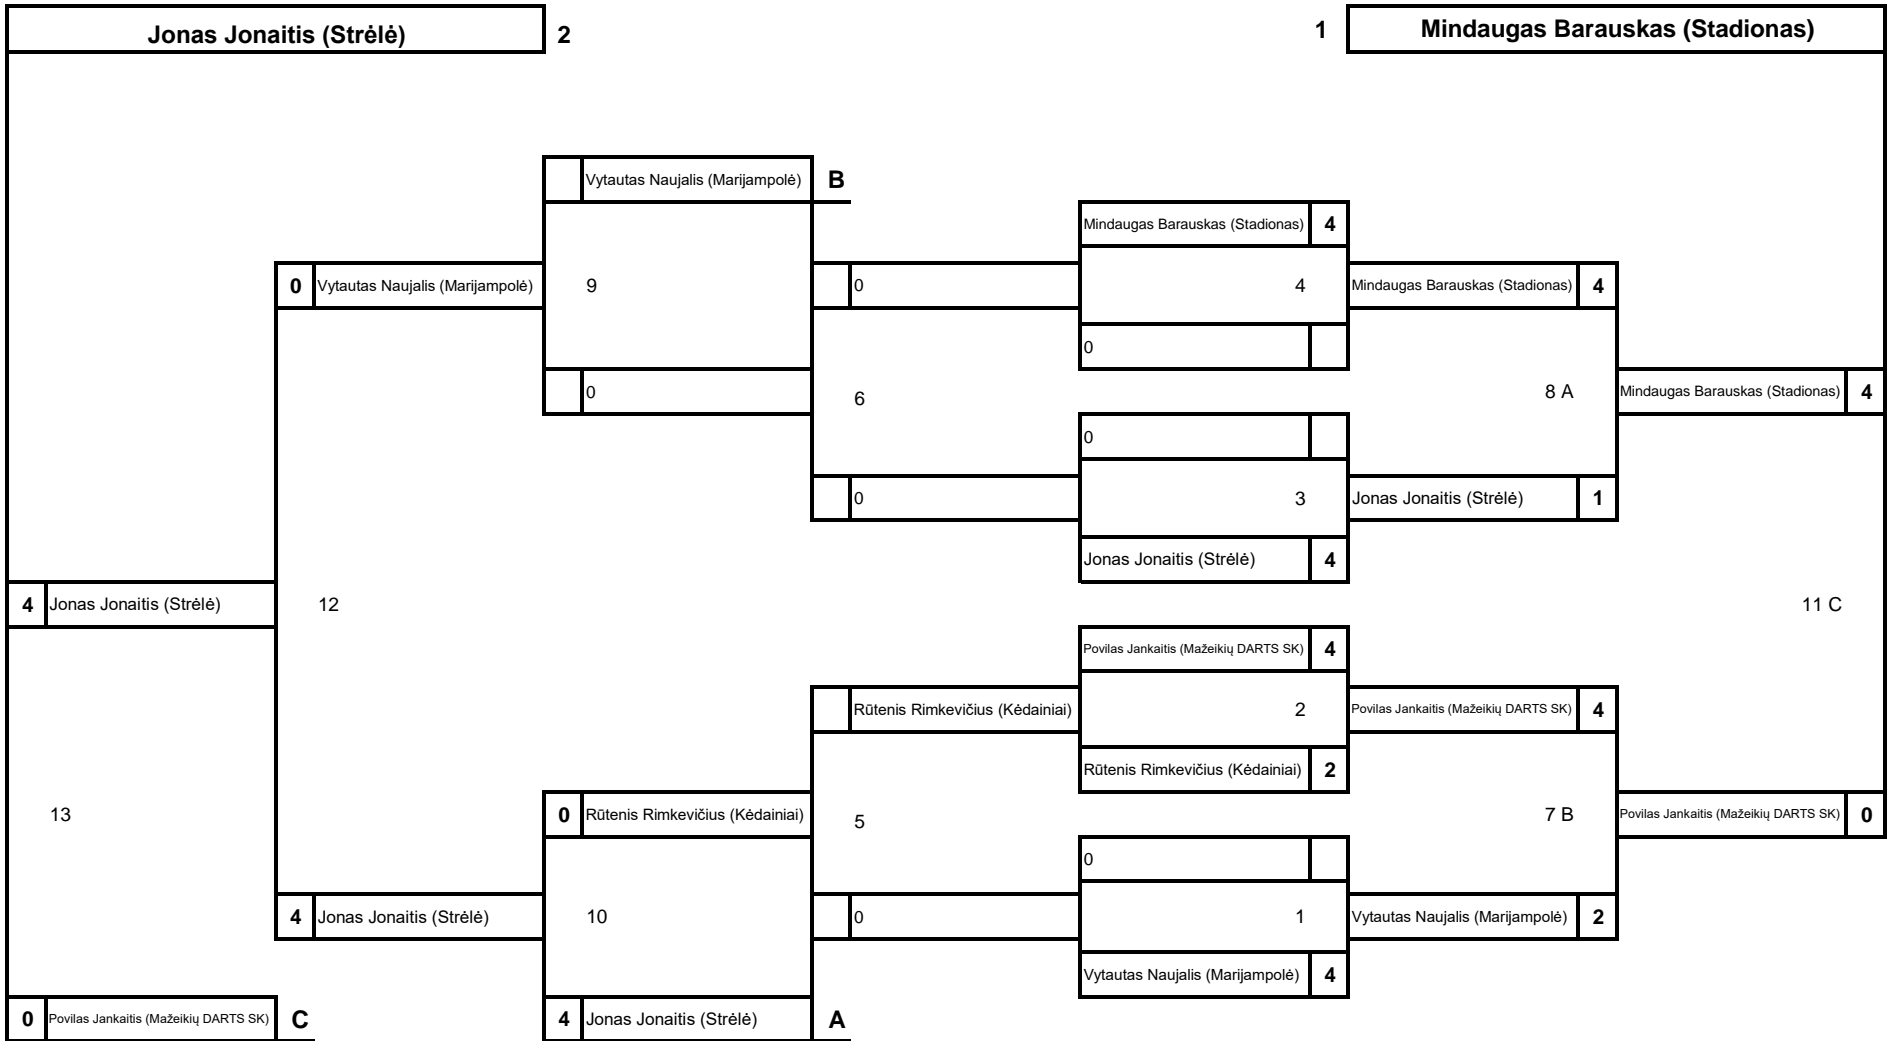 Jonas Jonaitis (Strėlė) 2 1 Mindaugas Barauskas (Stadionas)
Vytautas Naujalis (Marijampolė) B
Mindaugas Barauskas (Stadionas) 4
0 Vytautas Naujalis (Marijampolė) 9 0 4 Mindaugas Barauskas (Stadionas) 4
0
0 6 8 A Mindaugas Barauskas (Stadionas) 4
0
0 3 Jonas Jonaitis (Strėlė) 1
Jonas Jonaitis (Strėlė) 4
4 Jonas Jonaitis (Strėlė) 12 11 C
Povilas Jankaitis (Mažeikių DARTS SK) 4
Rūtenis Rimkevičius (Kėdainiai) 2 Povilas Jankaitis (Mažeikių DARTS SK) 4
Rūtenis Rimkevičius (Kėdainiai) 2
13 0 Rūtenis Rimkevičius (Kėdainiai) 5 7 B Povilas Jankaitis (Mažeikių DARTS SK) 0
0
4 Jonas Jonaitis (Strėlė) 10 0 1 Vytautas Naujalis (Marijampolė) 2
Vytautas Naujalis (Marijampolė) 4
0 Povilas Jankaitis (Mažeikių DARTS SK) C 4 Jonas Jonaitis (Strėlė) A